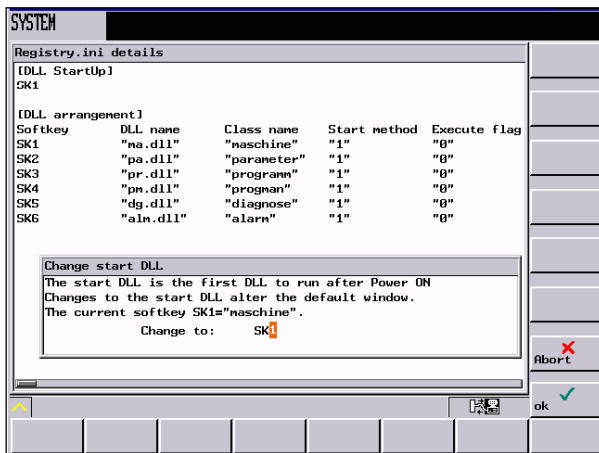 SYSTEM
Registry.ini details
[DLL StartUp]
SK1
[DLL arrangement]
Softkey DLL name Class name Start method Execute flag
SK1 "ma.dll" "maschine" "1" "0"
SK2 "pa.dll" "parameter" "1" "0"
SK3 "pr.dll" "programm" "1" "0"
SK4 "pm.dll" "progman" "1" "0"
SK5 "dg.dll" "diagnose" "1" "0"
SK6 "alm.dll" "alarm" "1" "0"
Change start DLL
The start DLL is the first DLL to run after Power ON
Changes to the start DLL alter the default window.
The current softkey SK1="maschine".
Change to: SK1
Abort
ok